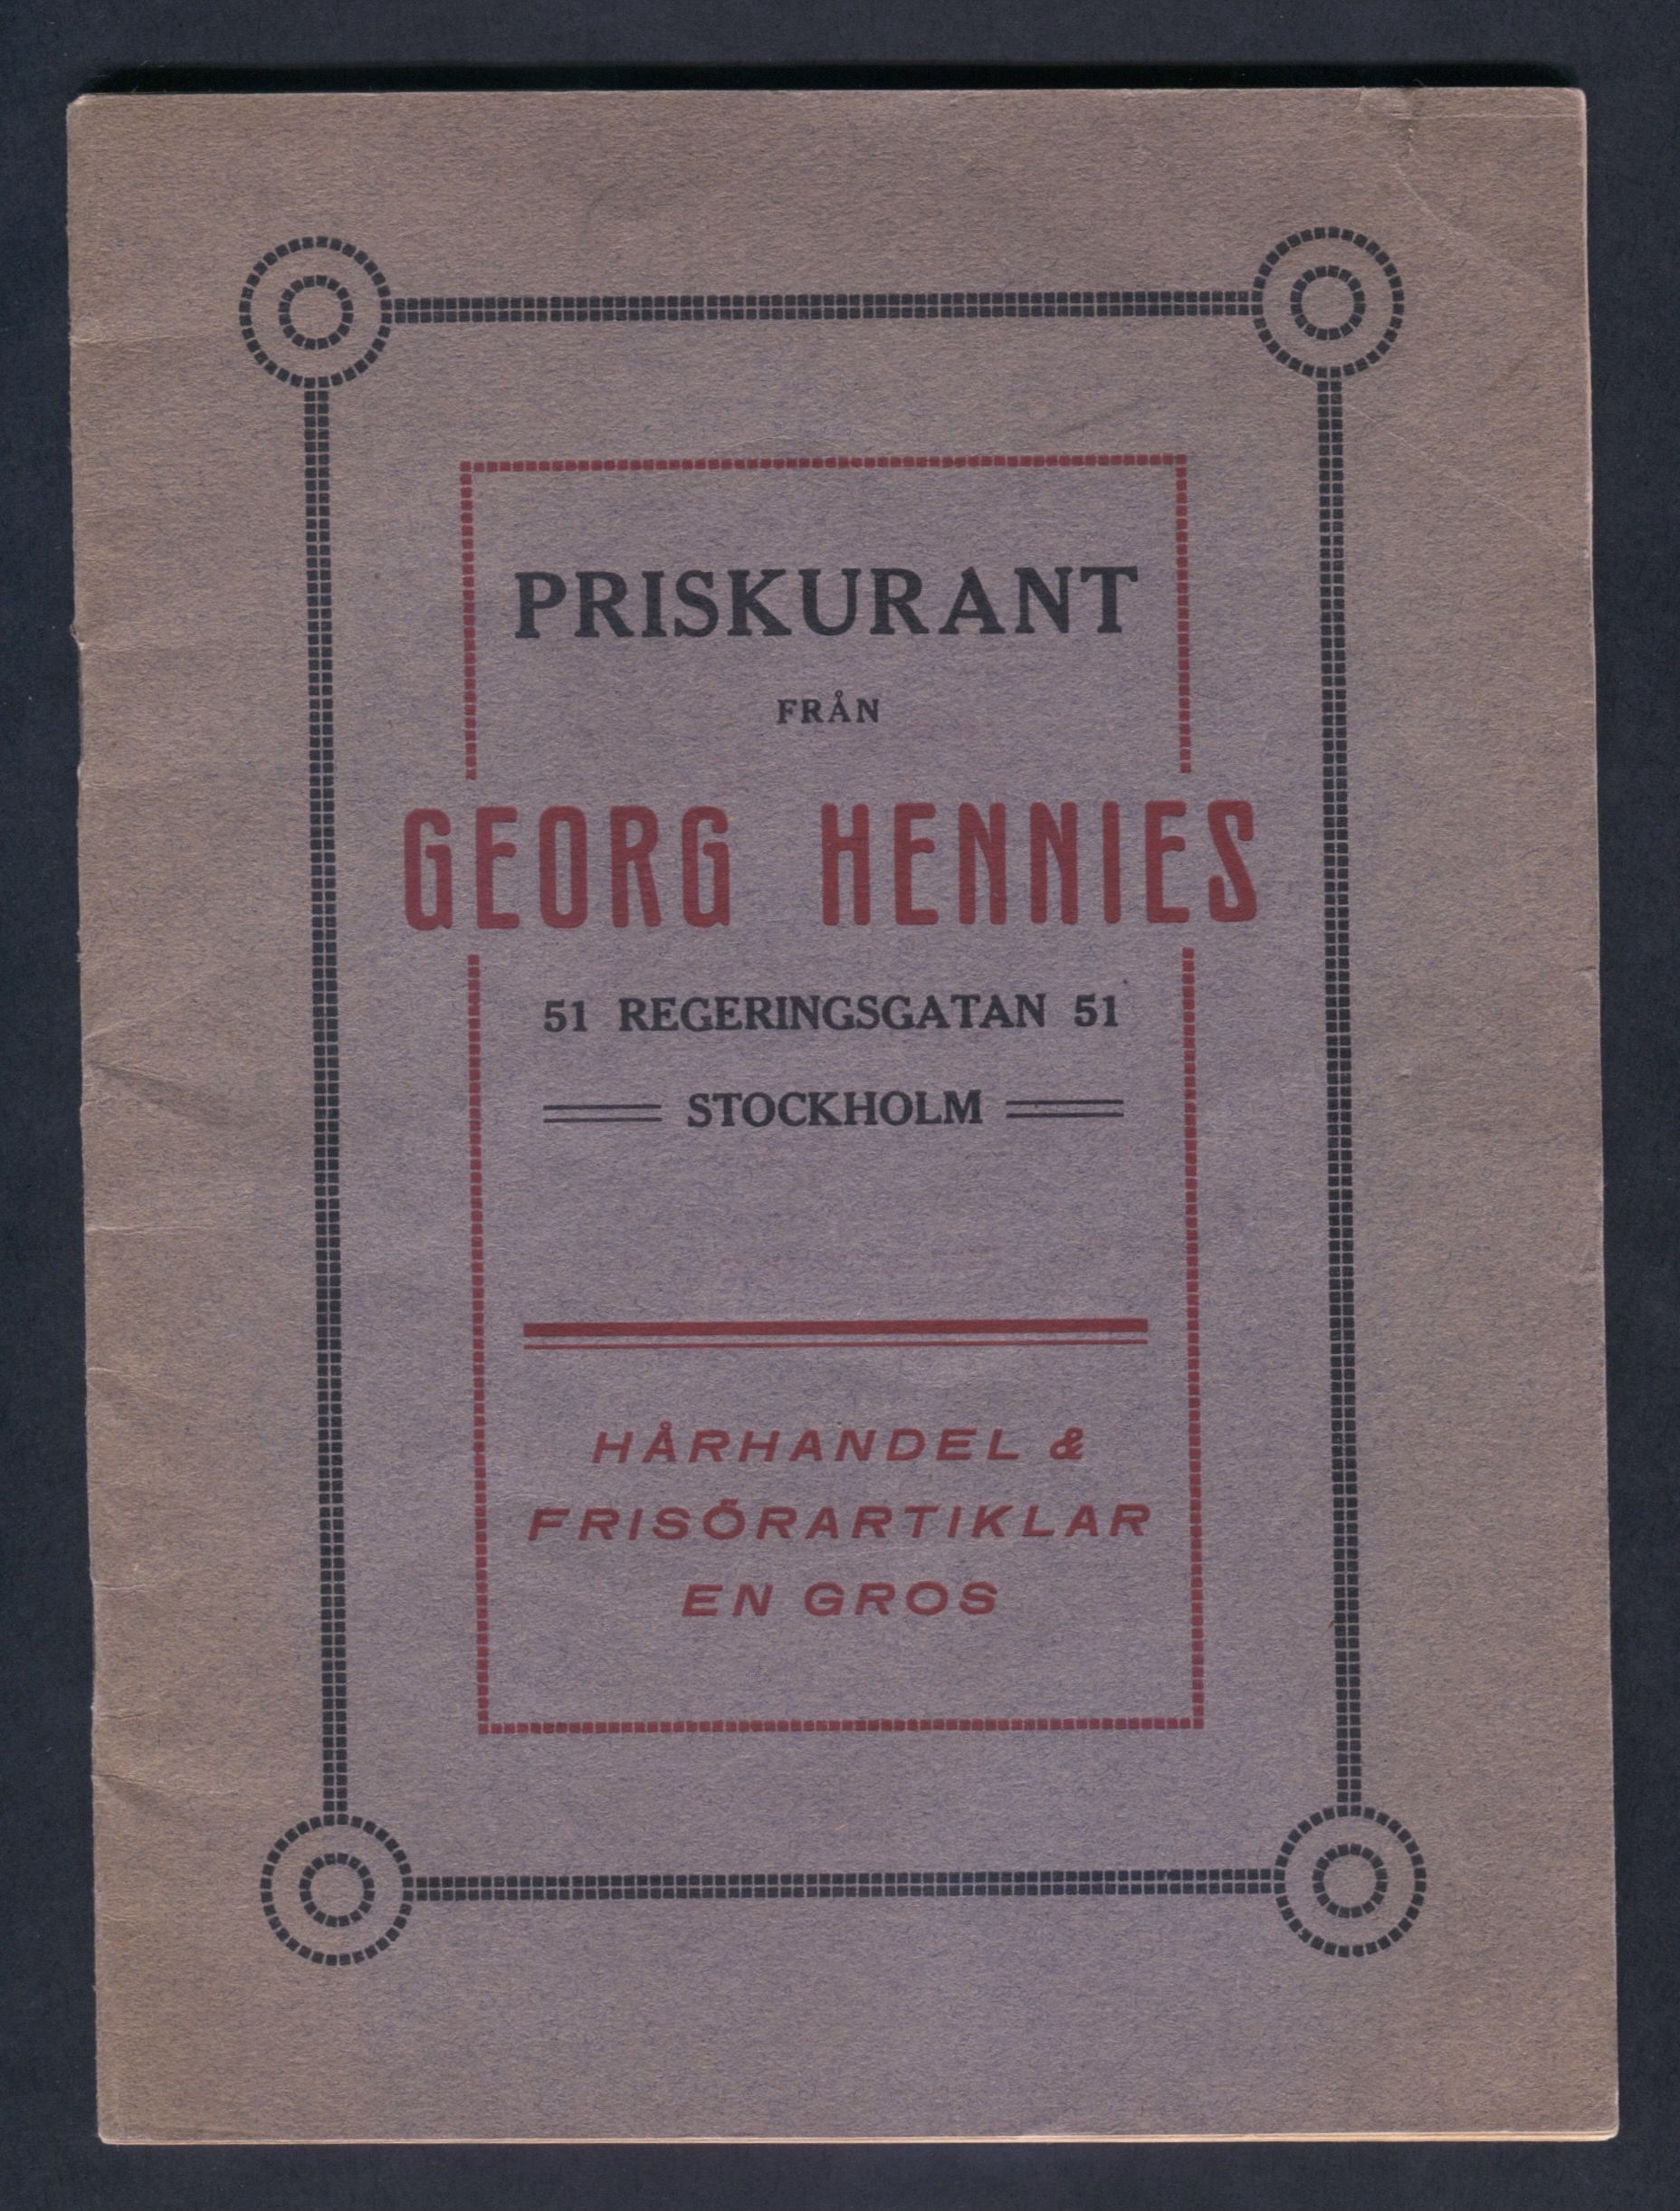 PRISKURANT
FRÅN
GEORG HENNIES
51 REGERINGSGATAN 51
STOCKHOLM
HÅRHANDEL &
FRISÖRARTIKLAR
EN GROS